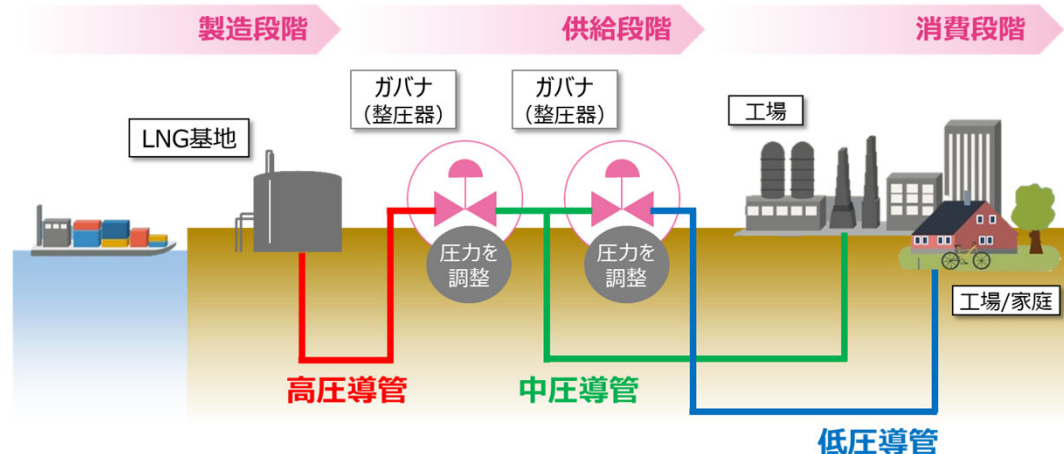 製造段階
供給段階
消費段階
ガバナ
（整圧器）
ガバナ
（整圧器）
工場
LNG基地
圧力を
調整
圧力を
調整
工場/家庭
高圧導管
中圧導管
低圧導管